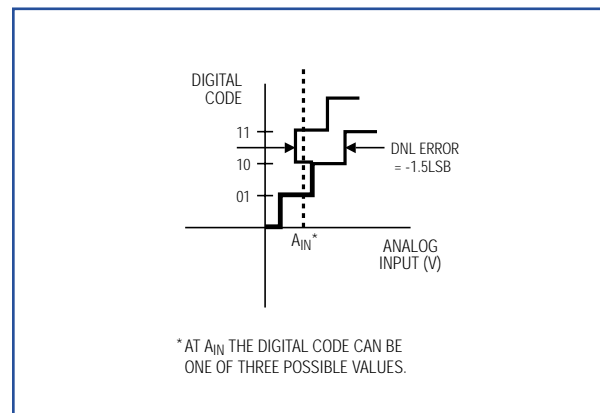 DIGITAL
CODE
11
10
01
DNL ERROR
= -1.5LSB
AIN*
ANALOG
INPUT (V)
* AT AIN THE DIGITAL CODE CAN BE
ONE OF THREE POSSIBLE VALUES.